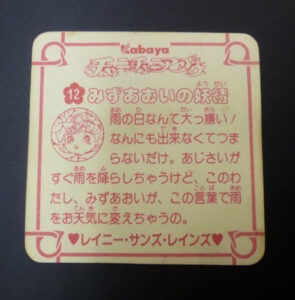 Kabaya
12 みずあおいの妖精
雨の日なんて大っ嫌い!
なんにも出来なくてつま
らないだけ。あじさいが
すぐ雨を降らしちゃうけど、このわ
たし、みずあおいが、この言葉で雨
をお天気に変えちゃうの。
♥レイニー・サンズ・レインズ♥